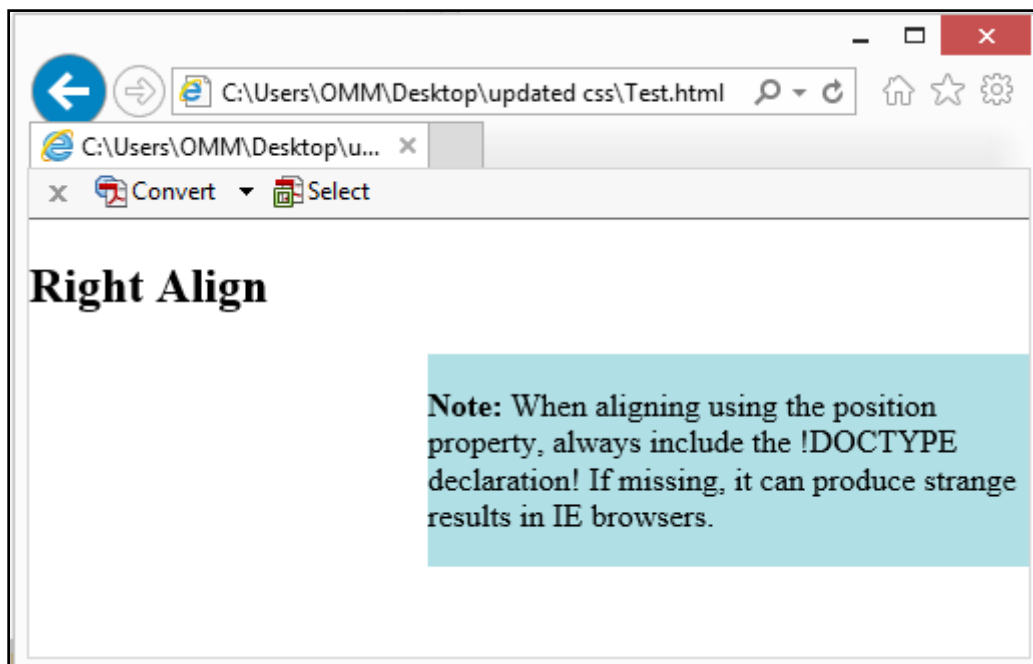 C:\Users\OMM\Desktop\updated css\Test.html
C:\Users\OMM\Desktop\u...
Convert Select
Right Align
Note: When aligning using the position
property, always include the !DOCTYPE
declaration! If missing, it can produce strange
results in IE browsers.